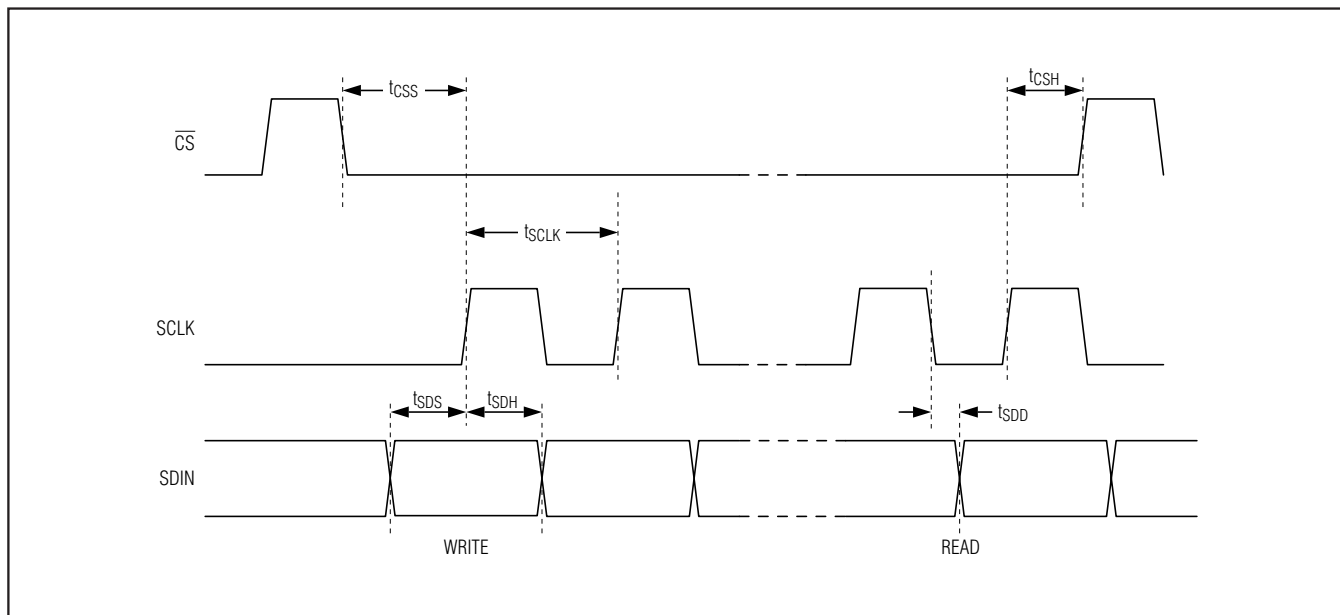 tCSS
tCSH
CS
tSCLK
SCLK
tSDS
tSDH
tSDD
SDIN
WRITE
READ